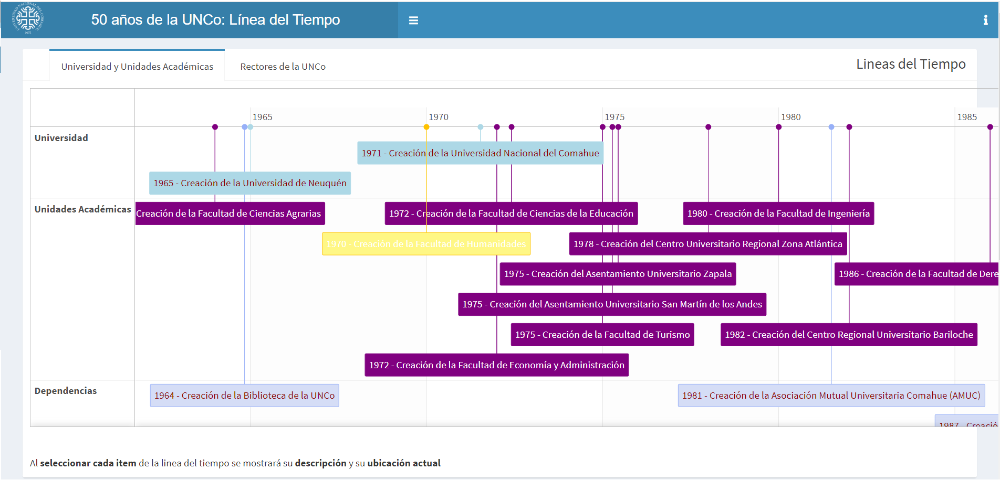 UNIVERSIDAD NACIONAL DEL COMAHUE
1972
50 años de la UNCo: Línea del Tiempo
Universidad y Unidades Académicas
Rectores de la UNCo
Lineas del Tiempo
1965
1970
1975
1980
1985
Universidad
1971 - Creación de la Universidad Nacional del Comahue
1965 - Creación de la Universidad de Neuquén
Unidades Académicas
Creación de la Facultad de Ciencias Agrarias
1972 - Creación de la Facultad de Ciencias de la Educación
1980 - Creación de la Facultad de Ingeniería
1970 - Creación de la Facultad de Humanidades
1978 - Creación del Centro Universitario Regional Zona Atlántica
1975 - Creación del Asentamiento Universitario Zapala
1986 - Creación de la Facultad de Dere
1975 - Creación del Asentamiento Universitario San Martín de los Andes
1975 - Creación de la Facultad de Turismo
1982 - Creación del Centro Regional Universitario Bariloche
1972 - Creación de la Facultad de Economía y Administración
Dependencias
1964 - Creación de la Biblioteca de la UNCo
1981 - Creación de la Asociación Mutual Universitaria Comahue (AMUC)
1987 - Creació
Al seleccionar cada item de la linea del tiempo se mostrará su descripción y su ubicación actual